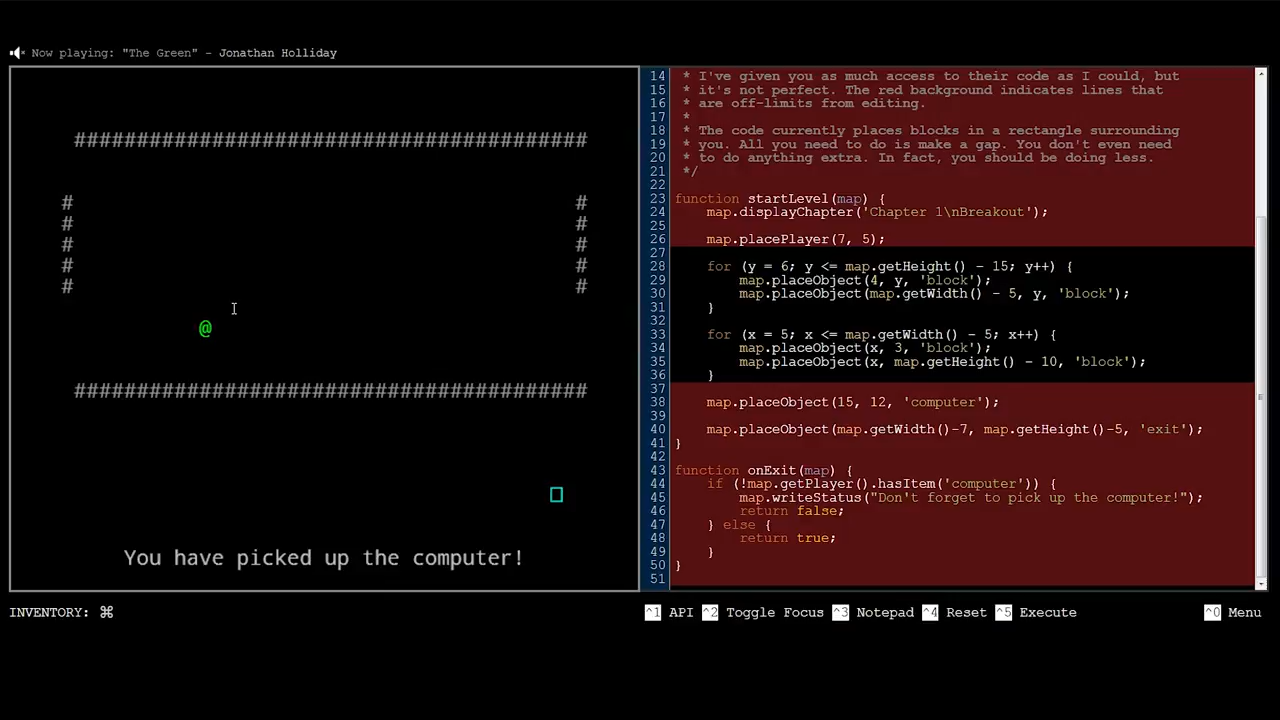 Now playing: "The Green" - Jonathan Holliday
#########################################
# #
# #
# #
# #
# #
@
#########################################
You have picked up the computer!
INVENTORY: ⌘
14 * I've given you as much access to their code as I could, but
15 * it's not perfect. The red background indicates lines that
16 * are off-limits from editing.
17 *
18 * The code currently places blocks in a rectangle surrounding
19 * you. All you need to do is make a gap. You don't even need
20 * to do anything extra. In fact, you should be doing less.
21 */
22
23 function startLevel(map) {
24 map.displayChapter('Chapter 1\nBreakout');
25
26 map.placePlayer(7, 5);
27
28 for (y = 6; y <= map.getHeight() - 15; y++) {
29 map.placeObject(4, y, 'block');
30 map.placeObject(map.getWidth() - 5, y, 'block');
31 }
32
33 for (x = 5; x <= map.getWidth() - 5; x++) {
34 map.placeObject(x, 3, 'block');
35 map.placeObject(x, map.getHeight() - 10, 'block');
36 }
37
38 map.placeObject(15, 12, 'computer');
39
40 map.placeObject(map.getWidth()-7, map.getHeight()-5, 'exit');
41 }
42
43 function onExit(map) {
44 if (!map.getPlayer().hasItem('computer')) {
45 map.writeStatus("Don't forget to pick up the computer!");
46 return false;
47 } else {
48 return true;
49 }
50 }
51
^1 API ^2 Toggle Focus ^3 Notepad ^4 Reset ^5 Execute ^0 Menu